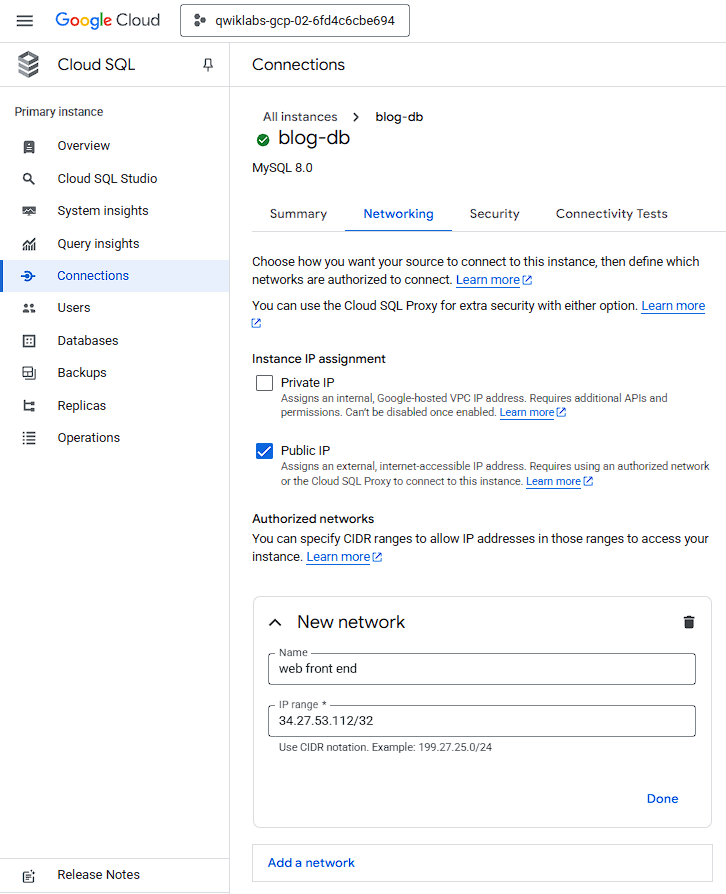 Google Cloud
qwiklabs-gcp-02-6fd4c6cbe694
Cloud SQL
Connections
Primary instance
Overview
Cloud SQL Studio
System insights
Query insights
Connections
Users
Databases
Backups
Replicas
Operations
Release Notes
All instances > blog-db
blog-db
MySQL 8.0
Summary Networking Security Connectivity Tests
Choose how you want your source to connect to this instance, then define which
networks are authorized to connect. Learn more
You can use the Cloud SQL Proxy for extra security with either option. Learn more
Instance IP assignment
Private IP
Assigns an internal, Google-hosted VPC IP address. Requires additional APIs and
permissions. Can't be disabled once enabled. Learn more
Public IP
Assigns an external, internet-accessible IP address. Requires using an authorized network
or the Cloud SQL Proxy to connect to this instance. Learn more
Authorized networks
You can specify CIDR ranges to allow IP addresses in those ranges to access your
instance. Learn more
New network
Name
web front end
IP range *
34.27.53.112/32
Use CIDR notation. Example: 199.27.25.0/24
Done
Add a network